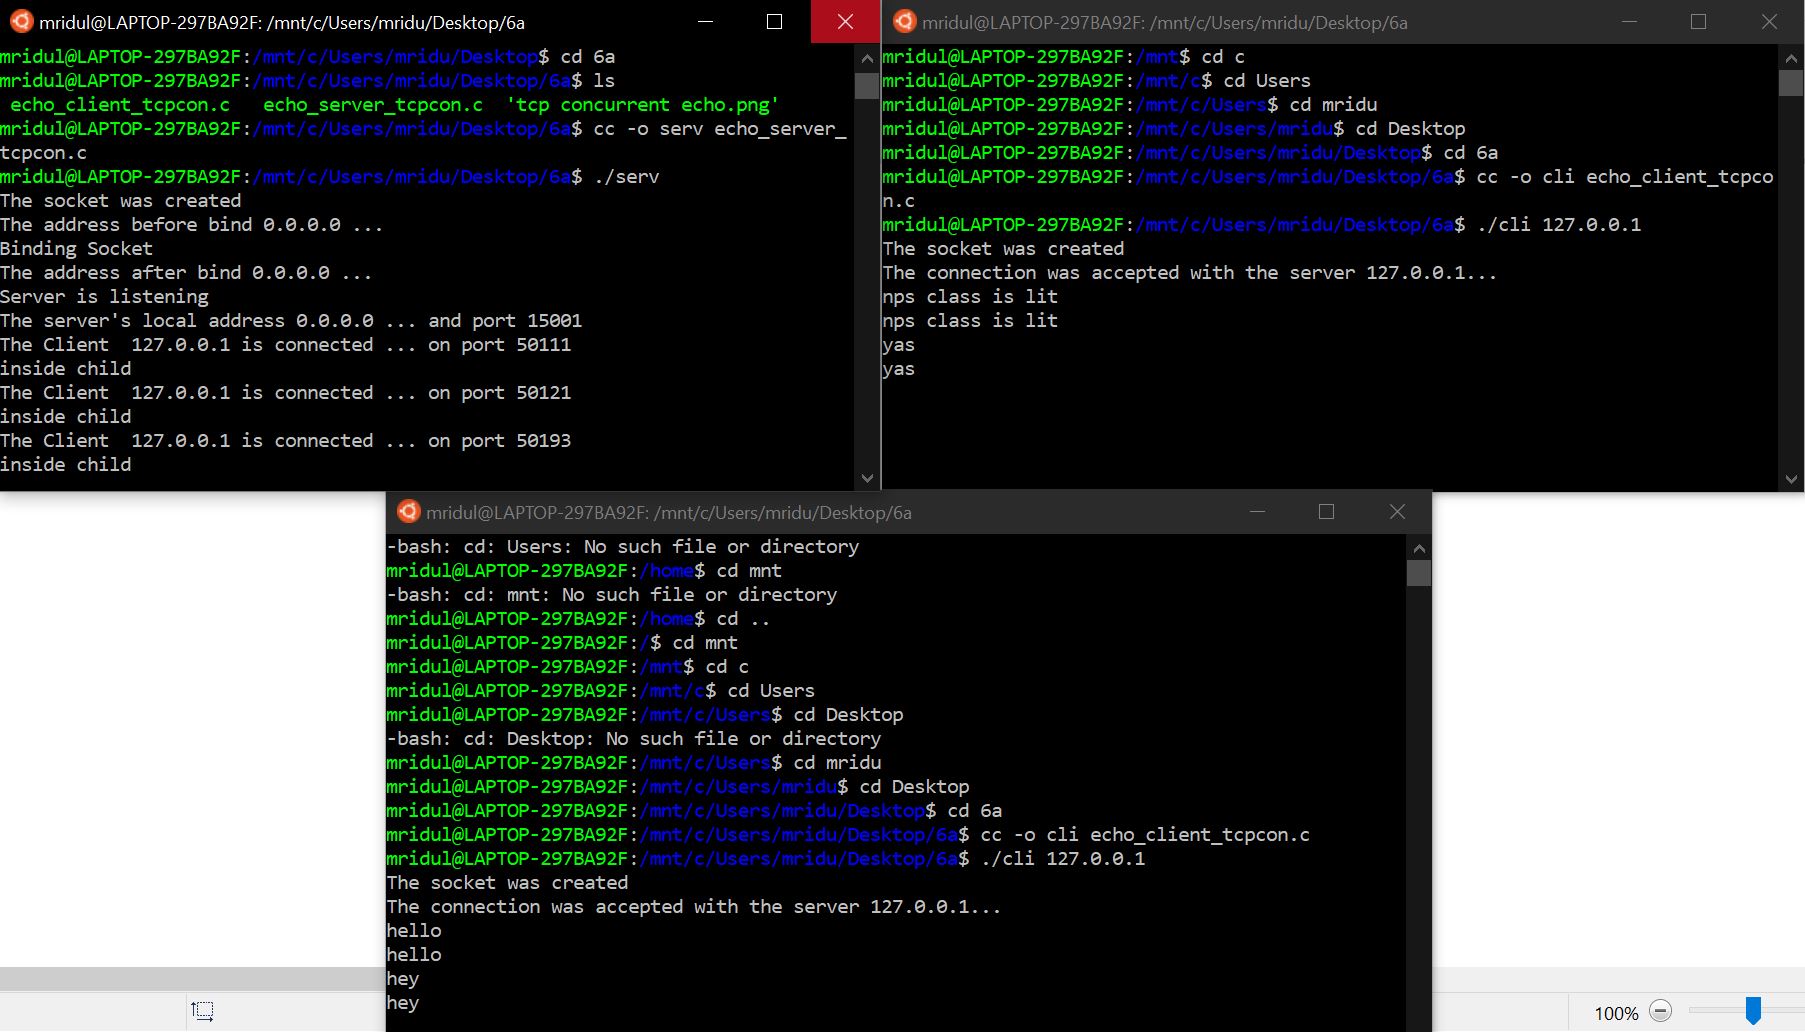 mridul@LAPTOP-297BA92F: /mnt/c/Users/mridu/Desktop/6a
mridul@LAPTOP-297BA92F:/mnt/c/Users/mridu/Desktop$ cd 6a
mridul@LAPTOP-297BA92F:/mnt/c/Users/mridu/Desktop/6a$ ls
echo_client_tcpcon.c   echo_server_tcpcon.c  'tcp concurrent echo.png'
mridul@LAPTOP-297BA92F:/mnt/c/Users/mridu/Desktop/6a$ cc -o serv echo_server_
tcpcon.c
mridul@LAPTOP-297BA92F:/mnt/c/Users/mridu/Desktop/6a$ ./serv
The socket was created
The address before bind 0.0.0.0 ...
Binding Socket
The address after bind 0.0.0.0 ...
Server is listening
The server's local address 0.0.0.0 ... and port 15001
The Client  127.0.0.1 is connected ... on port 50111
inside child
The Client  127.0.0.1 is connected ... on port 50121
inside child
The Client  127.0.0.1 is connected ... on port 50193
inside child
mridul@LAPTOP-297BA92F: /mnt/c/Users/mridu/Desktop/6a
mridul@LAPTOP-297BA92F:/mnt$ cd c
mridul@LAPTOP-297BA92F:/mnt/c$ cd Users
mridul@LAPTOP-297BA92F:/mnt/c/Users$ cd mridu
mridul@LAPTOP-297BA92F:/mnt/c/Users/mridu$ cd Desktop
mridul@LAPTOP-297BA92F:/mnt/c/Users/mridu/Desktop$ cd 6a
mridul@LAPTOP-297BA92F:/mnt/c/Users/mridu/Desktop/6a$ cc -o cli echo_client_tcpco
n.c
mridul@LAPTOP-297BA92F:/mnt/c/Users/mridu/Desktop/6a$ ./cli 127.0.0.1
The socket was created
The connection was accepted with the server 127.0.0.1...
nps class is lit
nps class is lit
yas
yas
mridul@LAPTOP-297BA92F: /mnt/c/Users/mridu/Desktop/6a
-bash: cd: Users: No such file or directory
mridul@LAPTOP-297BA92F:/home$ cd mnt
-bash: cd: mnt: No such file or directory
mridul@LAPTOP-297BA92F:/home$ cd ..
mridul@LAPTOP-297BA92F:/$ cd mnt
mridul@LAPTOP-297BA92F:/mnt$ cd c
mridul@LAPTOP-297BA92F:/mnt/c$ cd Users
mridul@LAPTOP-297BA92F:/mnt/c/Users$ cd Desktop
-bash: cd: Desktop: No such file or directory
mridul@LAPTOP-297BA92F:/mnt/c/Users$ cd mridu
mridul@LAPTOP-297BA92F:/mnt/c/Users/mridu$ cd Desktop
mridul@LAPTOP-297BA92F:/mnt/c/Users/mridu/Desktop$ cd 6a
mridul@LAPTOP-297BA92F:/mnt/c/Users/mridu/Desktop/6a$ cc -o cli echo_client_tcpcon.c
mridul@LAPTOP-297BA92F:/mnt/c/Users/mridu/Desktop/6a$ ./cli 127.0.0.1
The socket was created
The connection was accepted with the server 127.0.0.1...
hello
hello
hey
hey
100%